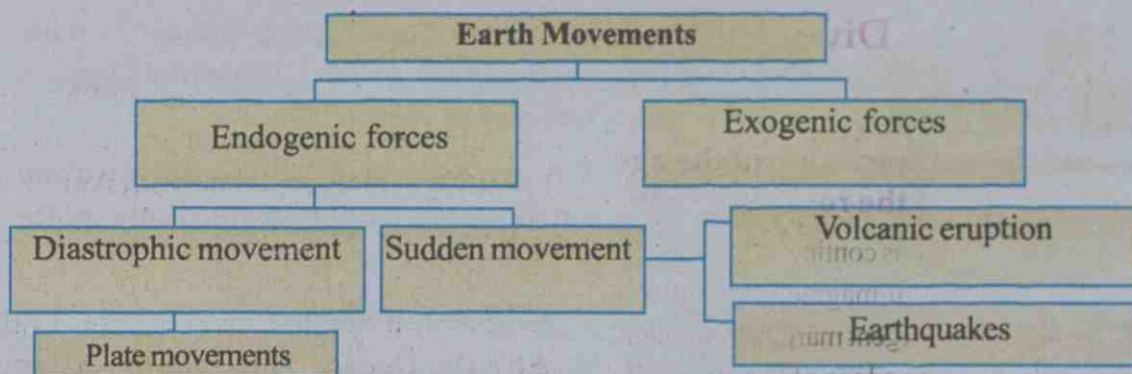 Earth Movements
Endogenic forces
Exogenic forces
Diastrophic movement
Sudden movement
Volcanic eruption
Earthquakes
Plate movements